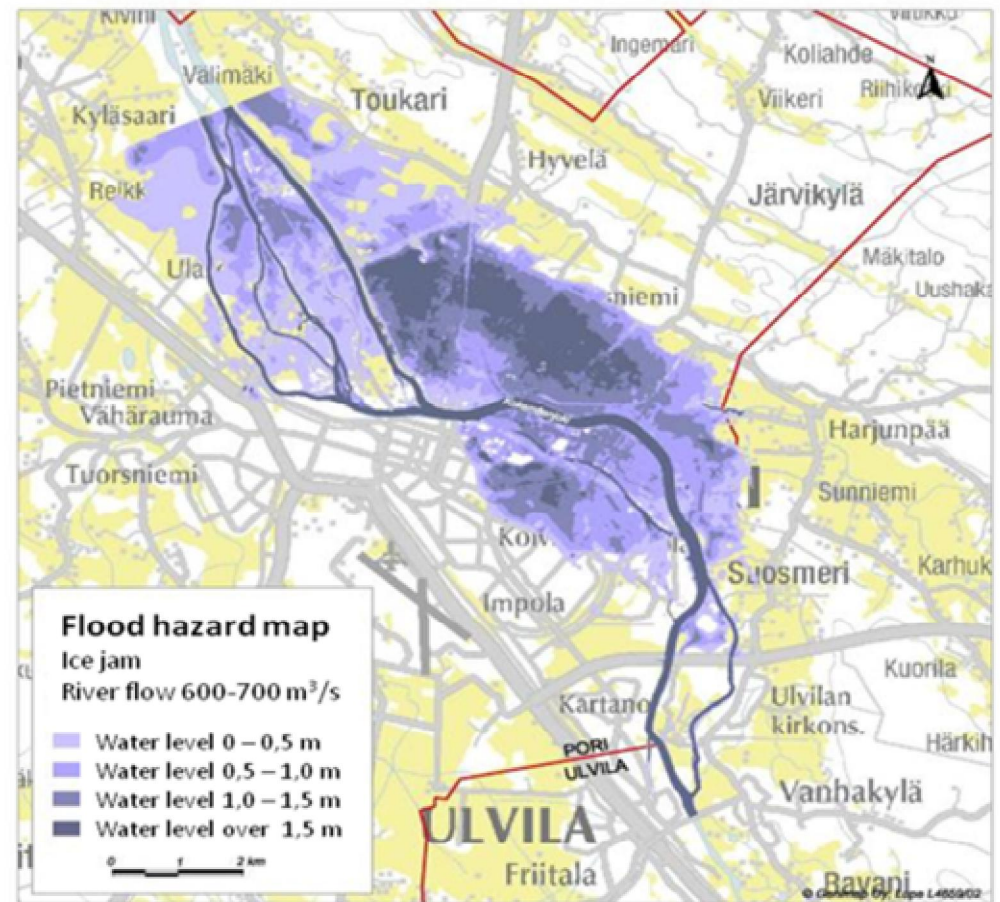 Kivini
Välimäki
Toukari
Kyläsaari
Reikk
Ula
Ingemäri
Koliahde
Viikeri
Hyvelä
Järvikylä
Mäkitalo
Uushaka
niemi
Pietniemi
Vähärauma
Tuorsniemi
Harjunpää
Sunniemi
Karhuk
Koiv
Impola
Suosmeri
Kuorila
Kartano
Ulvilan
kirkons.
Härkih
PORI
ULVILA
Vanhakylä
ULVILA
Friitala
Flood hazard map
Ice jam
River flow 600-700 m³/s
Water level 0 – 0,5 m
Water level 0,5 – 1,0 m
Water level 1,0 – 1,5 m
Water level over 1,5 m
0 1 2 km
N